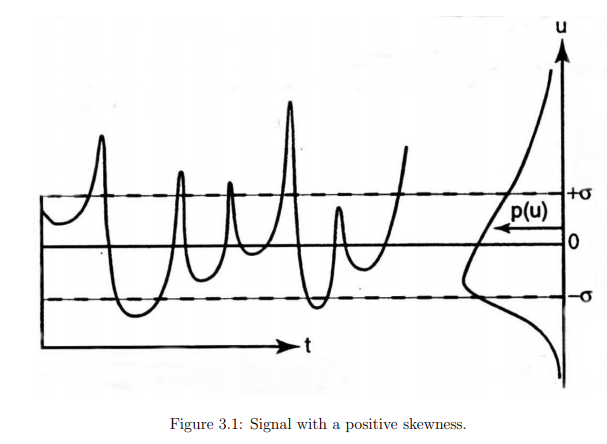 u
+σ
p(u)
0
−σ
t
Figure 3.1: Signal with a positive skewness.